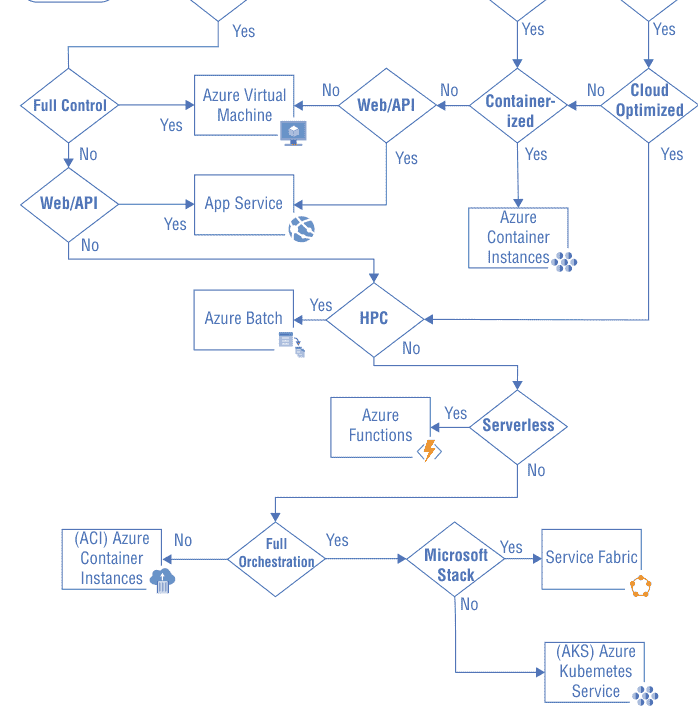 Yes
Yes
Yes
Full Control
Yes
No
Azure Virtual
Machine
No
Web/API
Yes
No
Container-
ized
Yes
No
Cloud
Optimized
Yes
Web/API
Yes
No
App Service
Azure
Container
Instances
Azure Batch
Yes
HPC
No
Azure
Functions
Yes
Serverless
No
(ACI) Azure
Container
Instances
No
Full
Orchestration
Yes
Microsoft
Stack
Yes
No
Service Fabric
(AKS) Azure
Kubemetes
Service